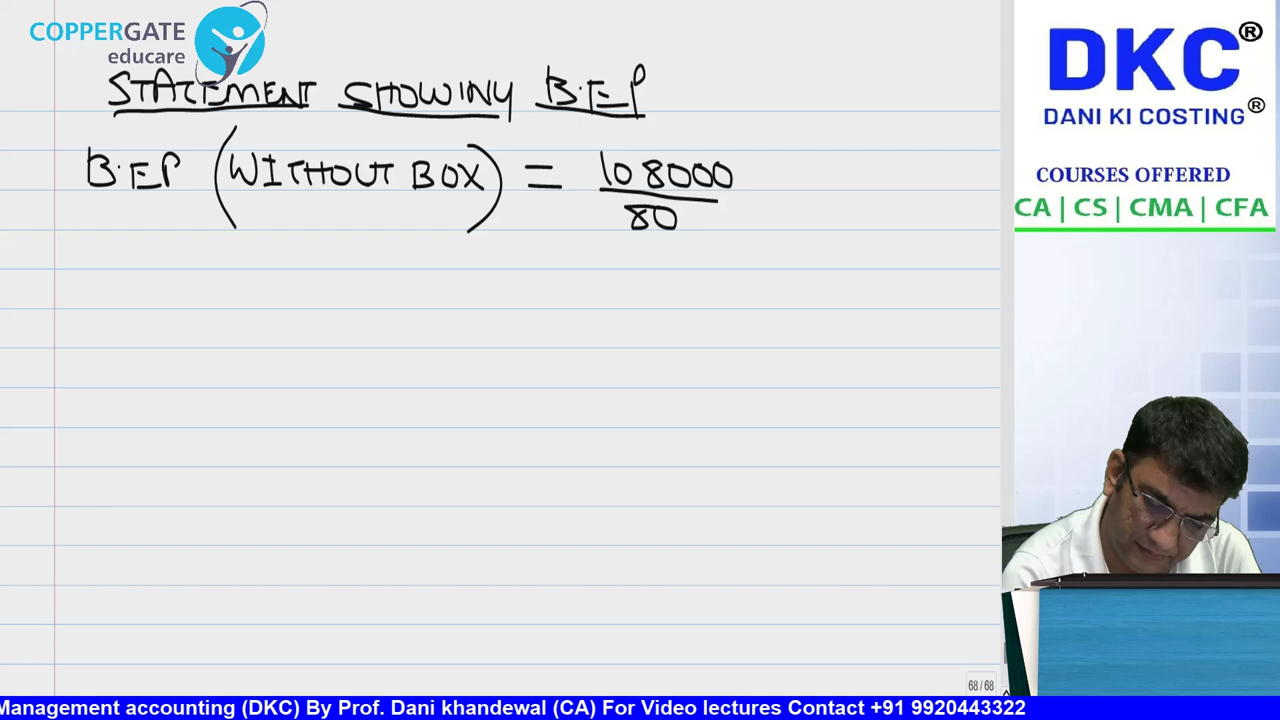 COPPERGATE
educare
STATEMENT SHOWING B.E.P
B.E.P (WITHOUT BOX) = 108000
80
DKC®
DANI KI COSTING®
COURSES OFFERED
CA | CS | CMA | CFA
68 / 68
Management accounting (DKC) By Prof. Dani khandewal (CA) For Video lectures Contact +91 9920443322